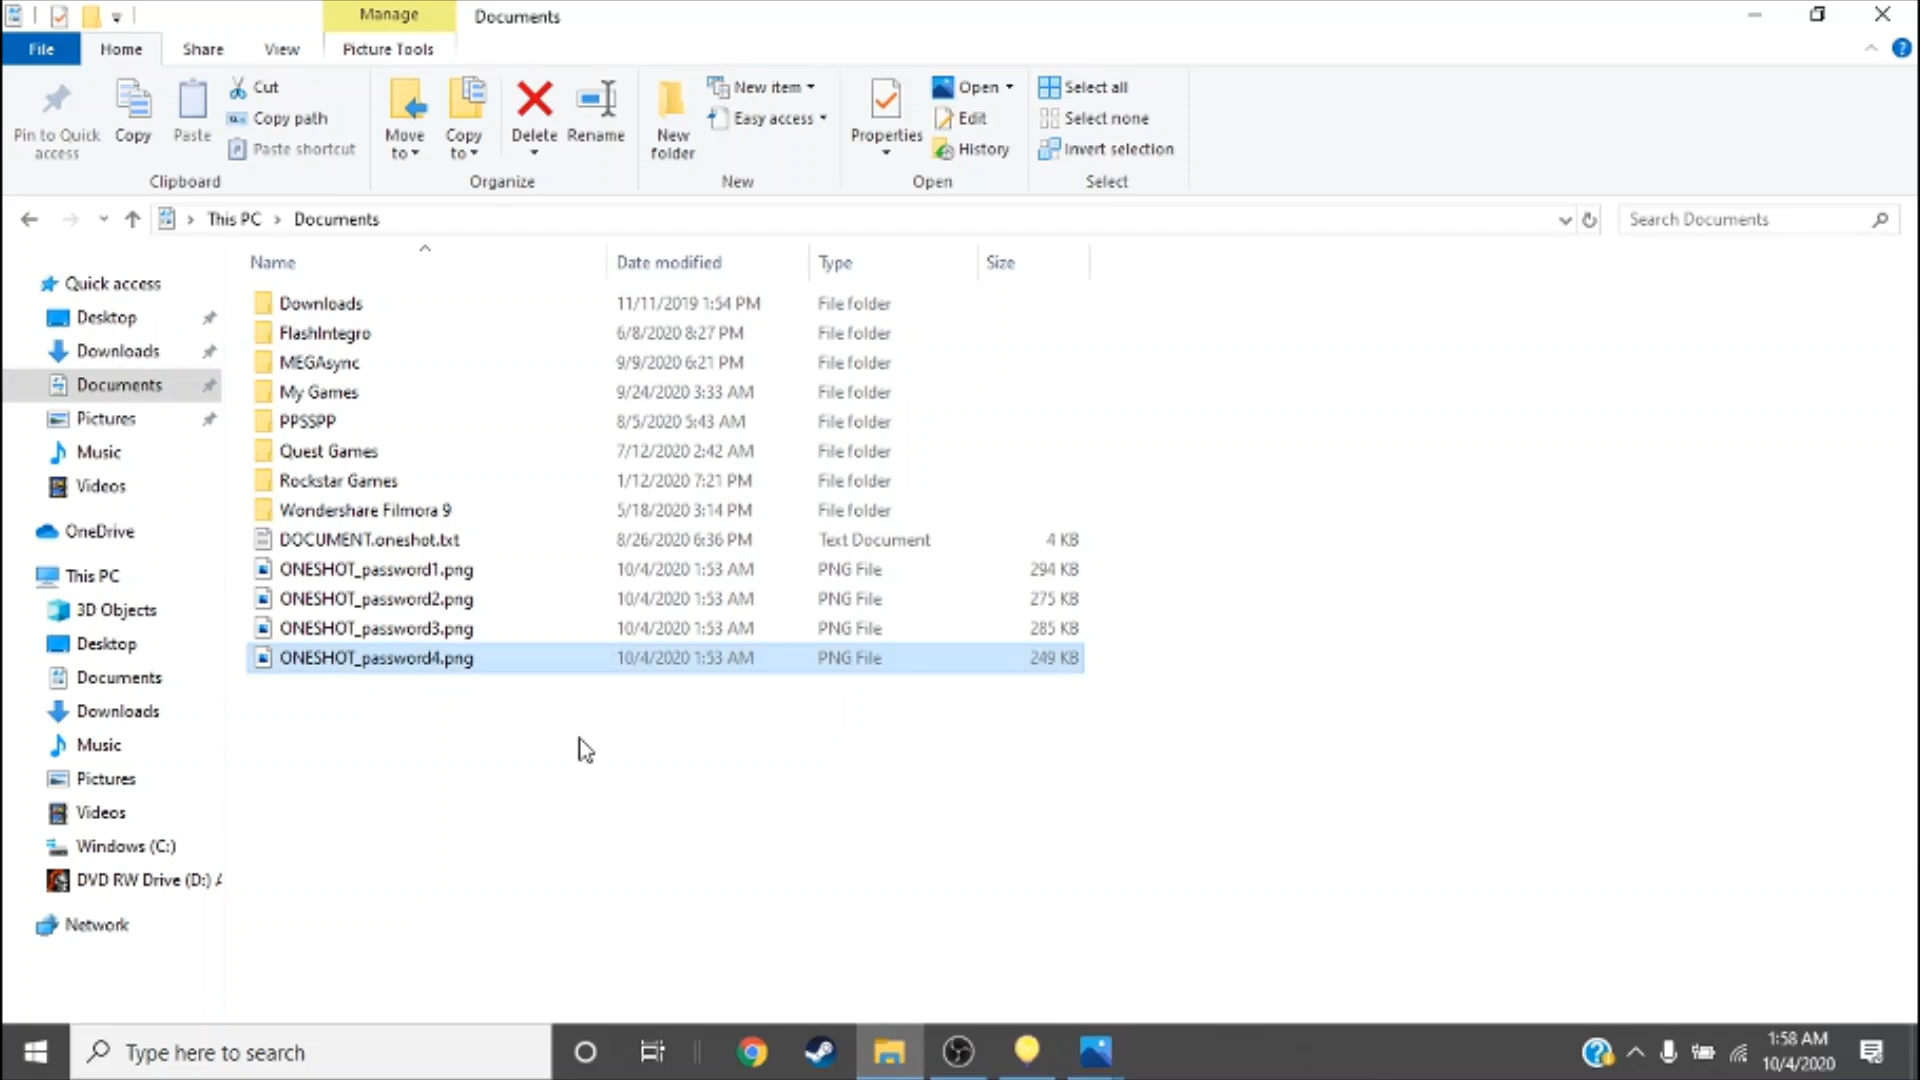 Manage
Documents
File
Home
Share
View
Picture Tools
Pin to Quick access
Copy
Paste
Cut
Copy path
Paste shortcut
Clipboard
Move to
Copy to
Delete
Rename
Organize
New folder
New item
Easy access
New
Properties
Open
Edit
History
Open
Select all
Select none
Invert selection
Select
This PC > Documents
Search Documents
Name Date modified Type Size
Quick access
Desktop
Downloads
Documents
Pictures
Music
Videos
OneDrive
This PC
3D Objects
Desktop
Documents
Downloads
Music
Pictures
Videos
Windows (C:)
DVD RW Drive (D:)
Network
Downloads 11/11/2019 1:54 PM File folder
FlashIntegro 6/8/2020 8:27 PM File folder
MEGAsync 9/9/2020 6:21 PM File folder
My Games 9/24/2020 3:33 AM File folder
PPSSPP 8/5/2020 5:43 AM File folder
Quest Games 7/12/2020 2:42 AM File folder
Rockstar Games 1/12/2020 7:21 PM File folder
Wondershare Filmora 9 5/18/2020 3:14 PM File folder
DOCUMENT.oneshot.txt 8/26/2020 6:36 PM Text Document 4 KB
ONESHOT_password1.png 10/4/2020 1:53 AM PNG File 294 KB
ONESHOT_password2.png 10/4/2020 1:53 AM PNG File 275 KB
ONESHOT_password3.png 10/4/2020 1:53 AM PNG File 285 KB
ONESHOT_password4.png 10/4/2020 1:53 AM PNG File 249 KB
Type here to search
1:58 AM
10/4/2020